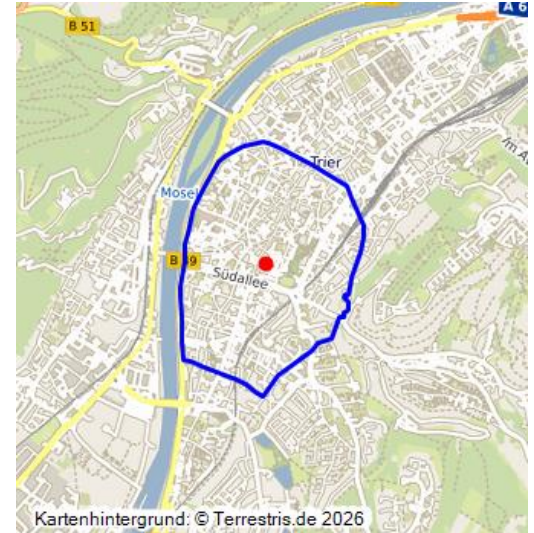 B 51
A 6
Trier
Im A
Mosel
B 49
Südallee
Kartenhintergrund: © Terrestris.de 2026